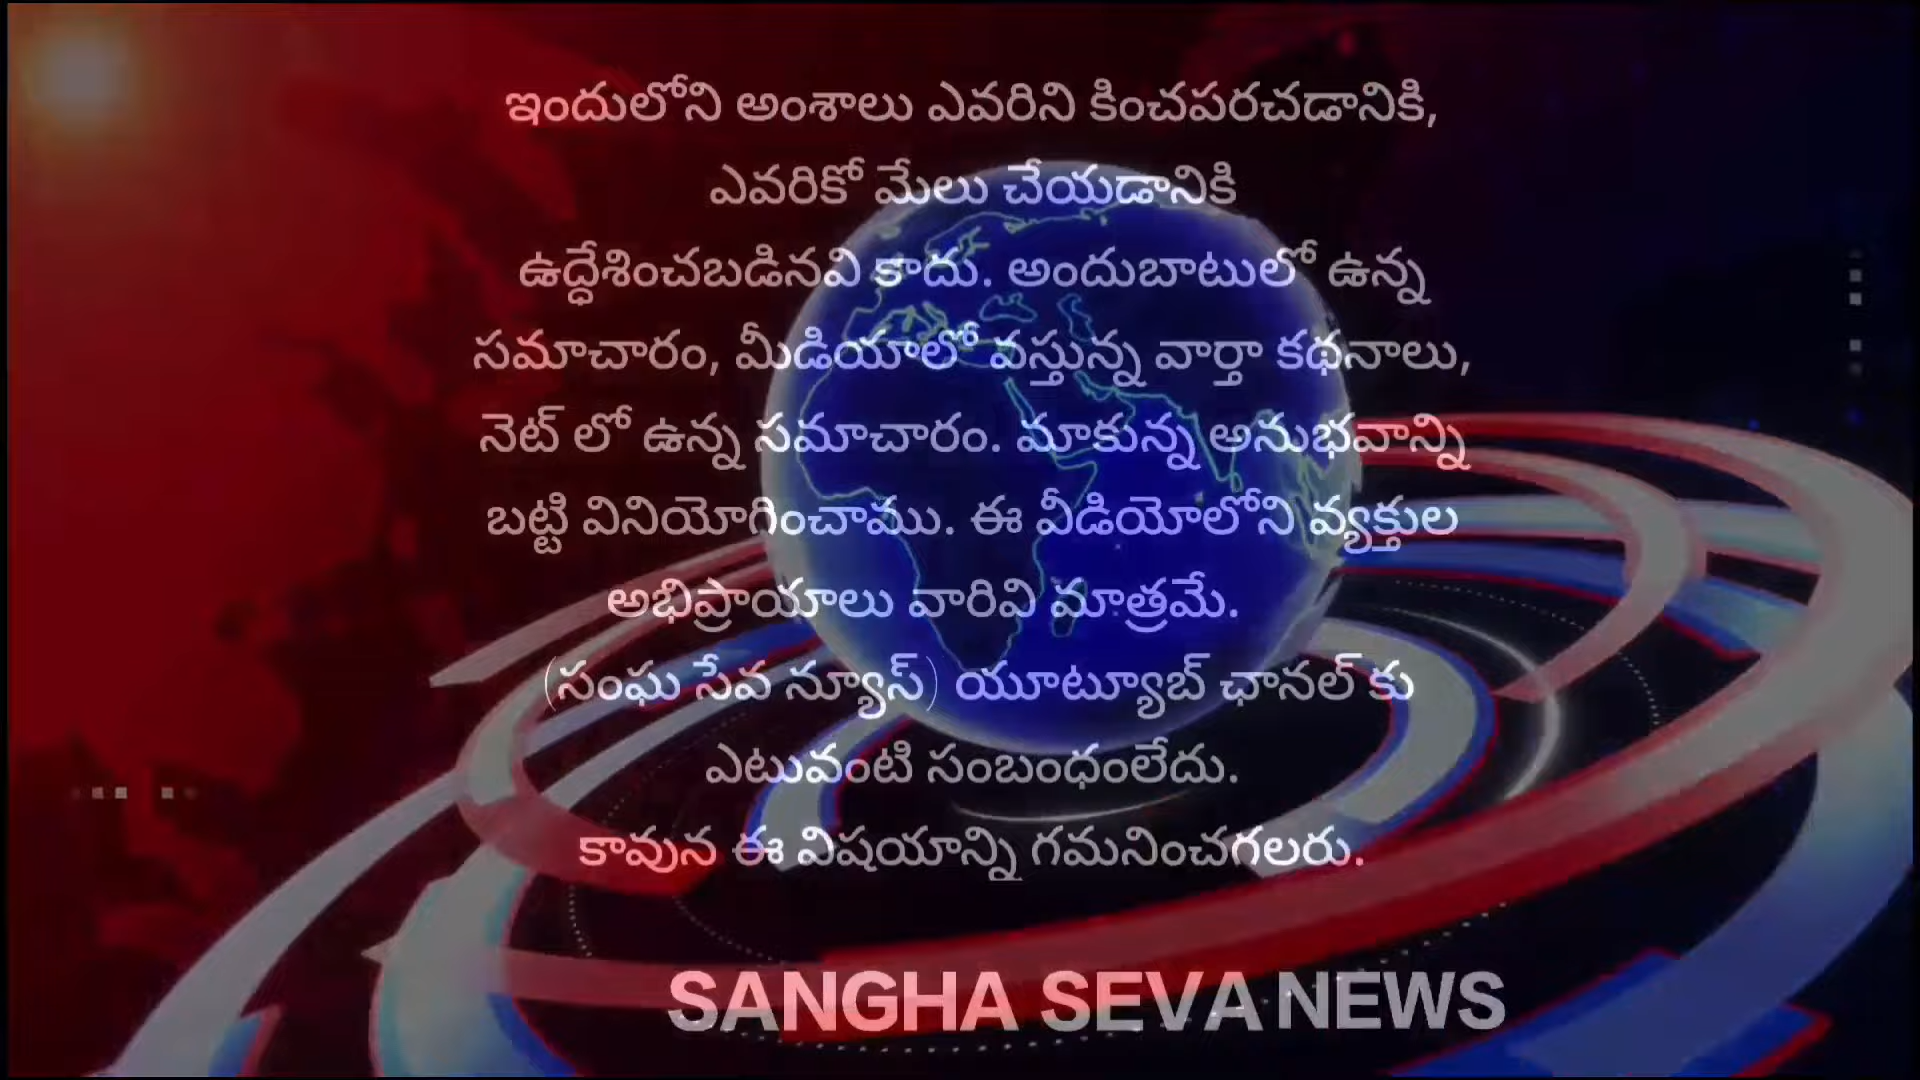 ఇందులోని అంశాలు ఎవరిని కించపరచడానికి,
ఎవరికో మేలు చేయడానికి
ఉద్ధేశించబడినవి కాదు. అందుబాటులో ఉన్న
సమాచారం, మీడియాలో వస్తున్న వార్తా కథనాలు,
నెట్ లో ఉన్న సమాచారం. మాకున్న అనుభవాన్ని
బట్టి వినియోగించాము. ఈ వీడియోలోని వ్యక్తుల
అభిప్రాయాలు వారివి మాత్రమే.
(సంఘ సేవ న్యూస్) యూట్యూబ్ ఛానల్ కు
ఎటువంటి సంబంధంలేదు.
కావున ఈ విషయాన్ని గమనించగలరు.
SANGHA SEVA NEWS